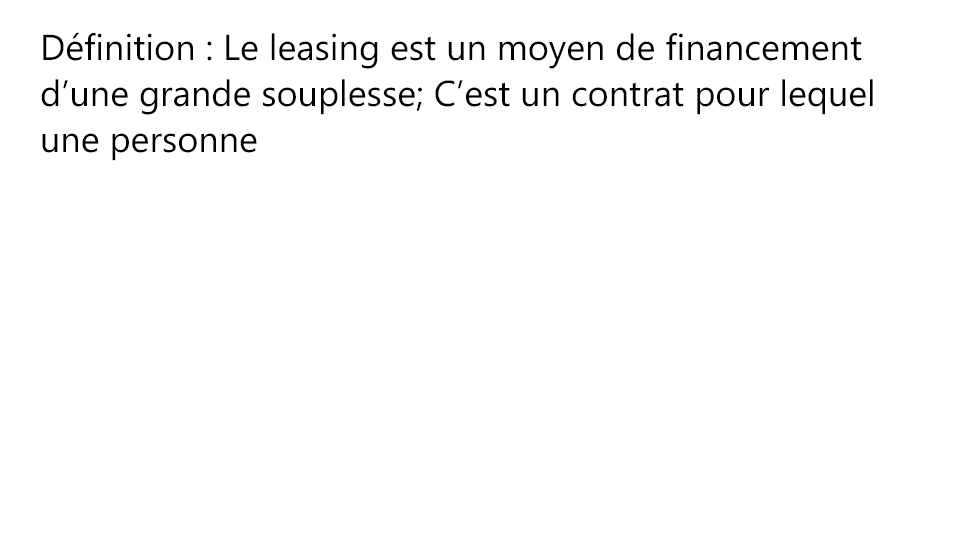 Définition : Le leasing est un moyen de financement
d’une grande souplesse; C’est un contrat pour lequel
une personne